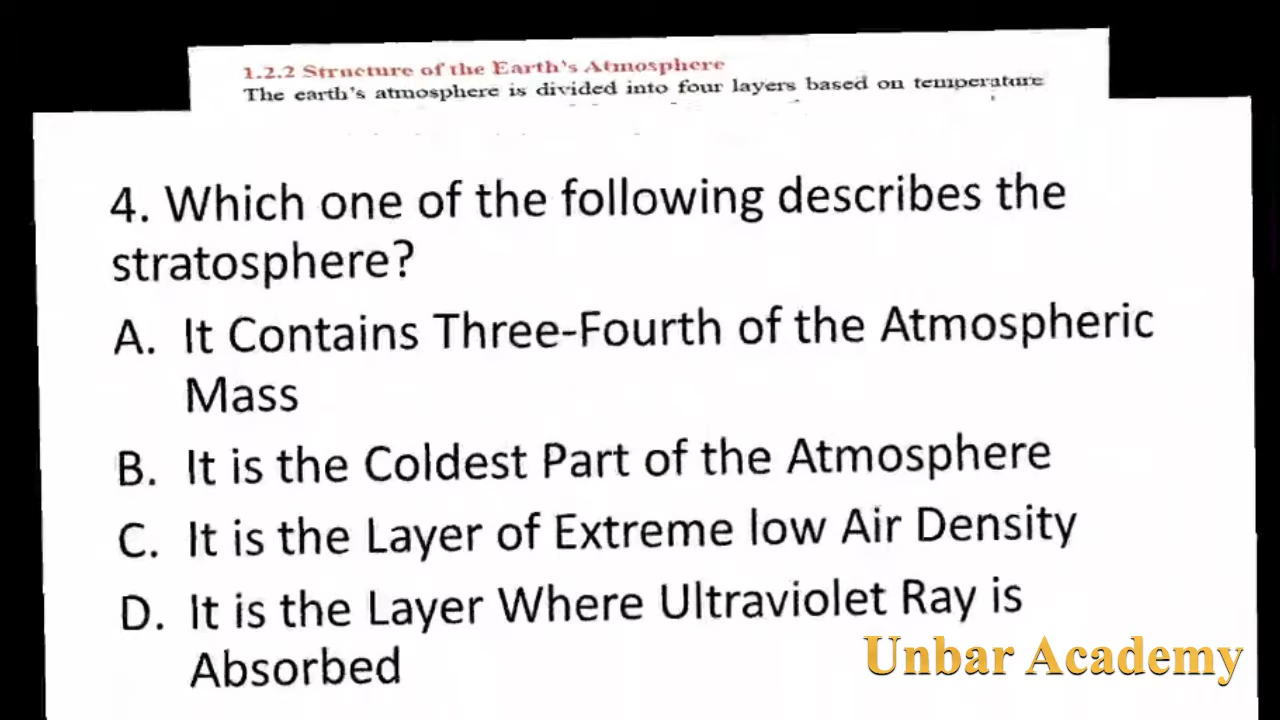 1.2.2 Structure of the Earth's Atmosphere
The earth's atmosphere is divided into four layers based on temperature
4. Which one of the following describes the
stratosphere?
A. It Contains Three-Fourth of the Atmospheric
Mass
B. It is the Coldest Part of the Atmosphere
C. It is the Layer of Extreme low Air Density
D. It is the Layer Where Ultraviolet Ray is
Absorbed
Unbar Academy